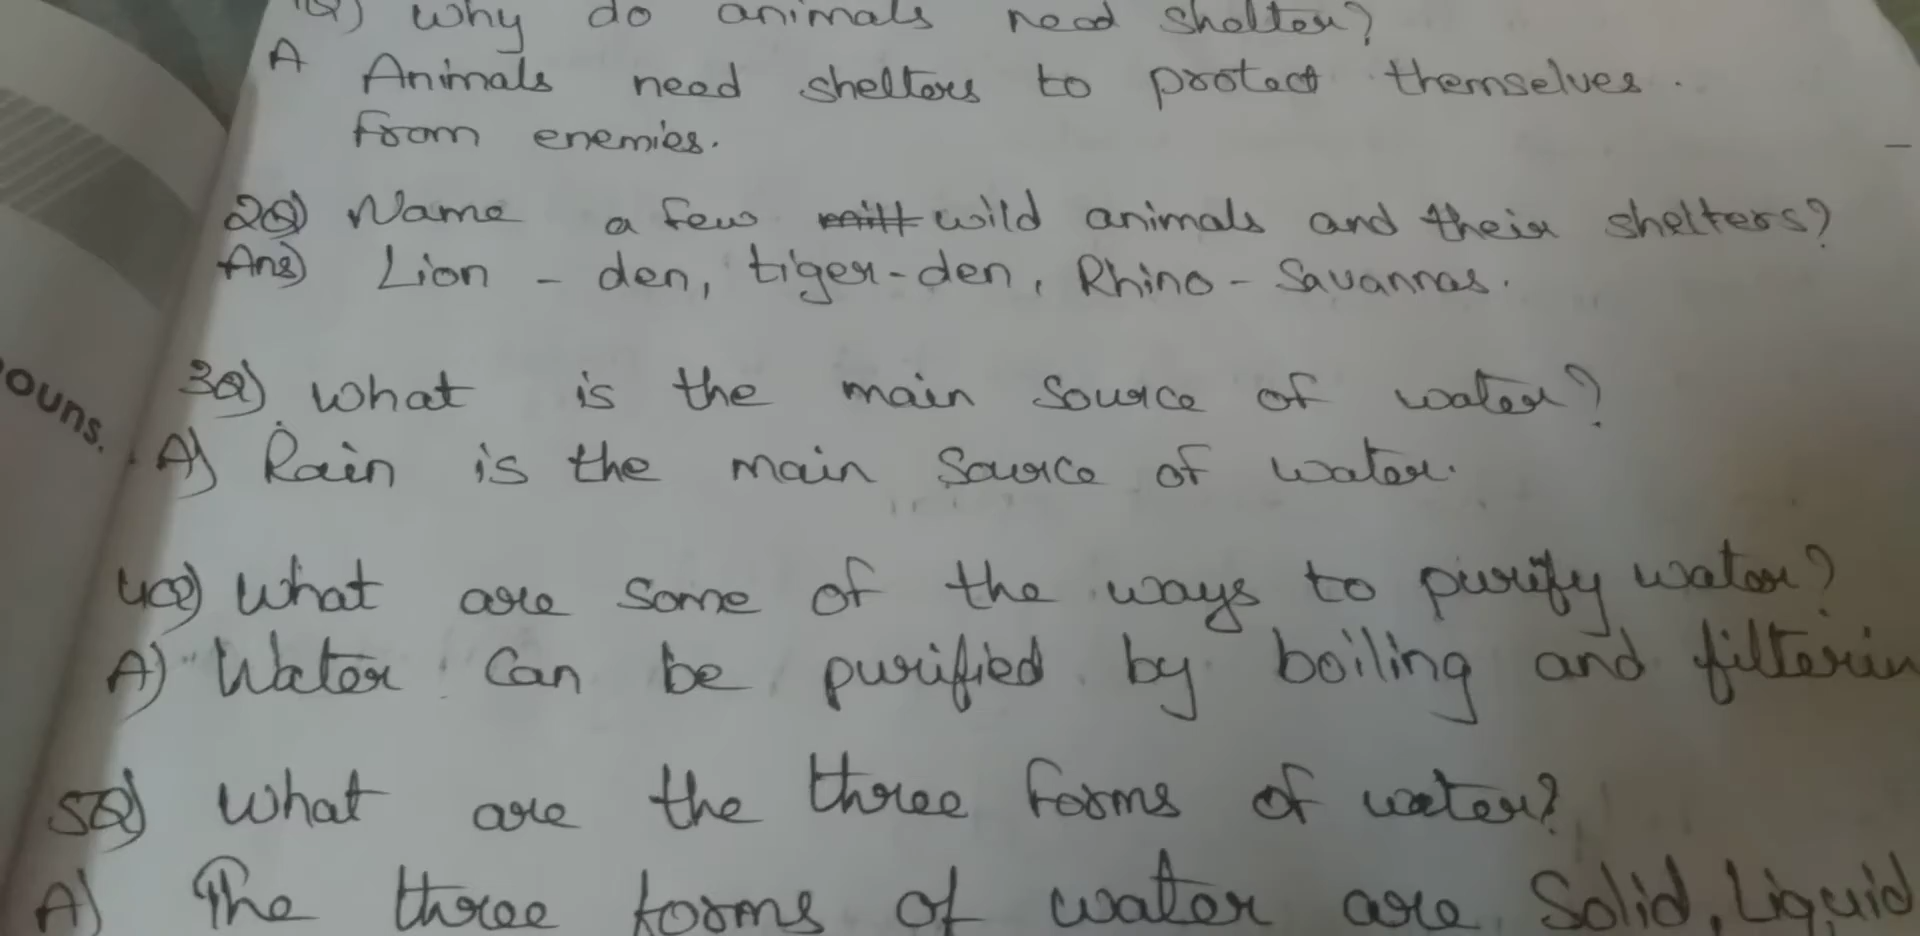 1Q) Why do animals need shelter?
A Animals need shelters to protect themselves.
from enemies.
2Q) Name a few wild animals and their shelters?
Ans) Lion - den, tiger-den, Rhino - Savannas.
3Q) What is the main source of water?
A) Rain is the main source of water.
4Q) What are some of the ways to purify water?
A) Water can be purified by boiling and filterin
5Q) What are the three forms of water?
A) The three forms of water are Solid, Liquid
ouns.